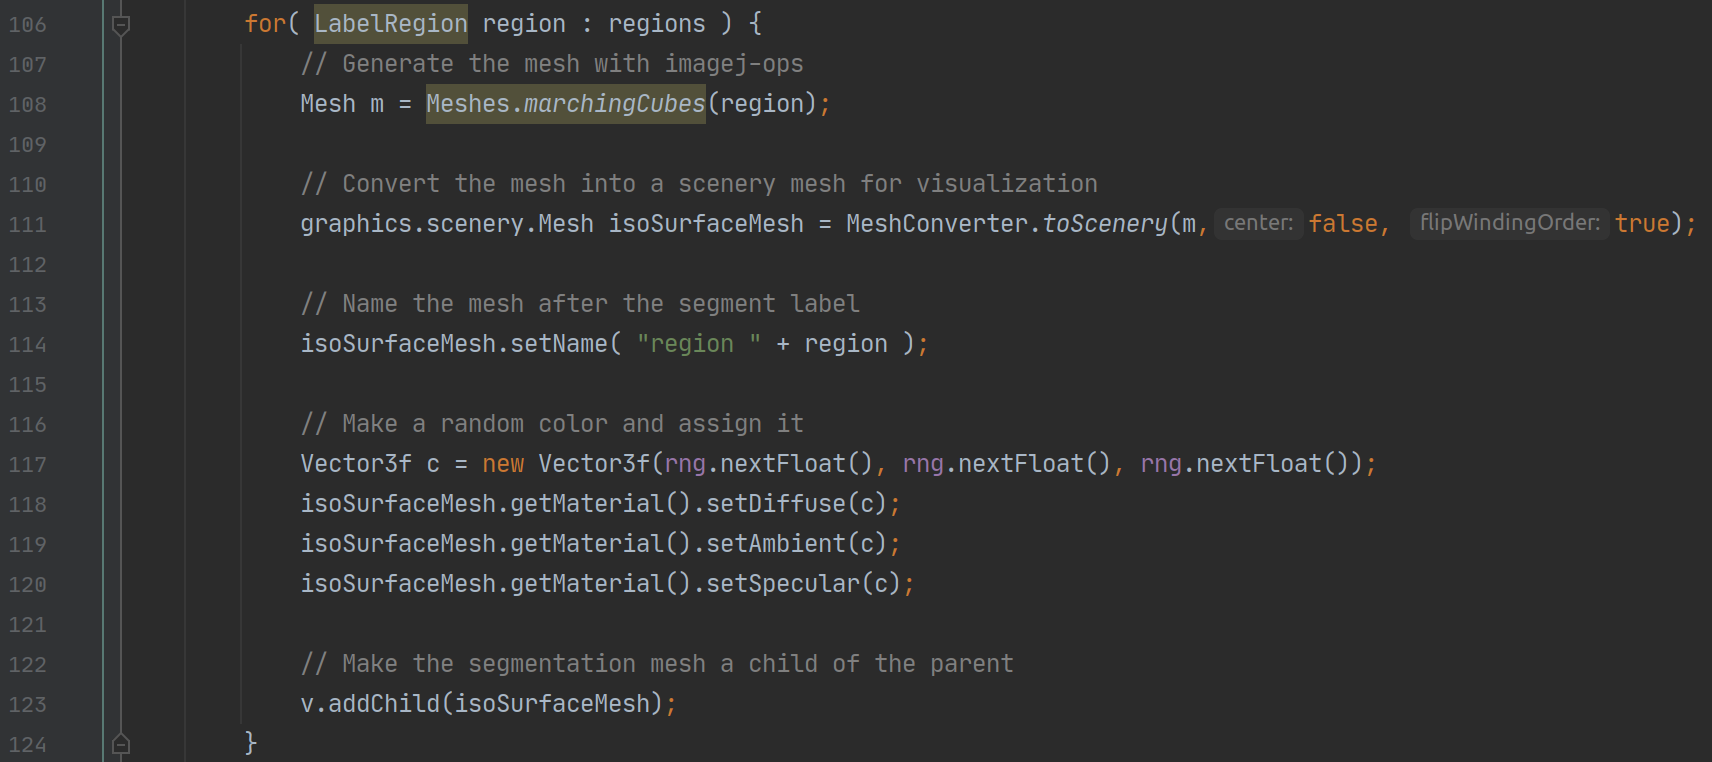 106 for( LabelRegion region : regions ) {
107 // Generate the mesh with imagej-ops
108 Mesh m = Meshes.marchingCubes(region);
109
110 // Convert the mesh into a scenery mesh for visualization
111 graphics.scenery.Mesh isoSurfaceMesh = MeshConverter.toScenery(m, center: false, flipWindingOrder: true);
112
113 // Name the mesh after the segment label
114 isoSurfaceMesh.setName( "region " + region );
115
116 // Make a random color and assign it
117 Vector3f c = new Vector3f(rng.nextFloat(), rng.nextFloat(), rng.nextFloat());
118 isoSurfaceMesh.getMaterial().setDiffuse(c);
119 isoSurfaceMesh.getMaterial().setAmbient(c);
120 isoSurfaceMesh.getMaterial().setSpecular(c);
121
122 // Make the segmentation mesh a child of the parent
123 v.addChild(isoSurfaceMesh);
124 }